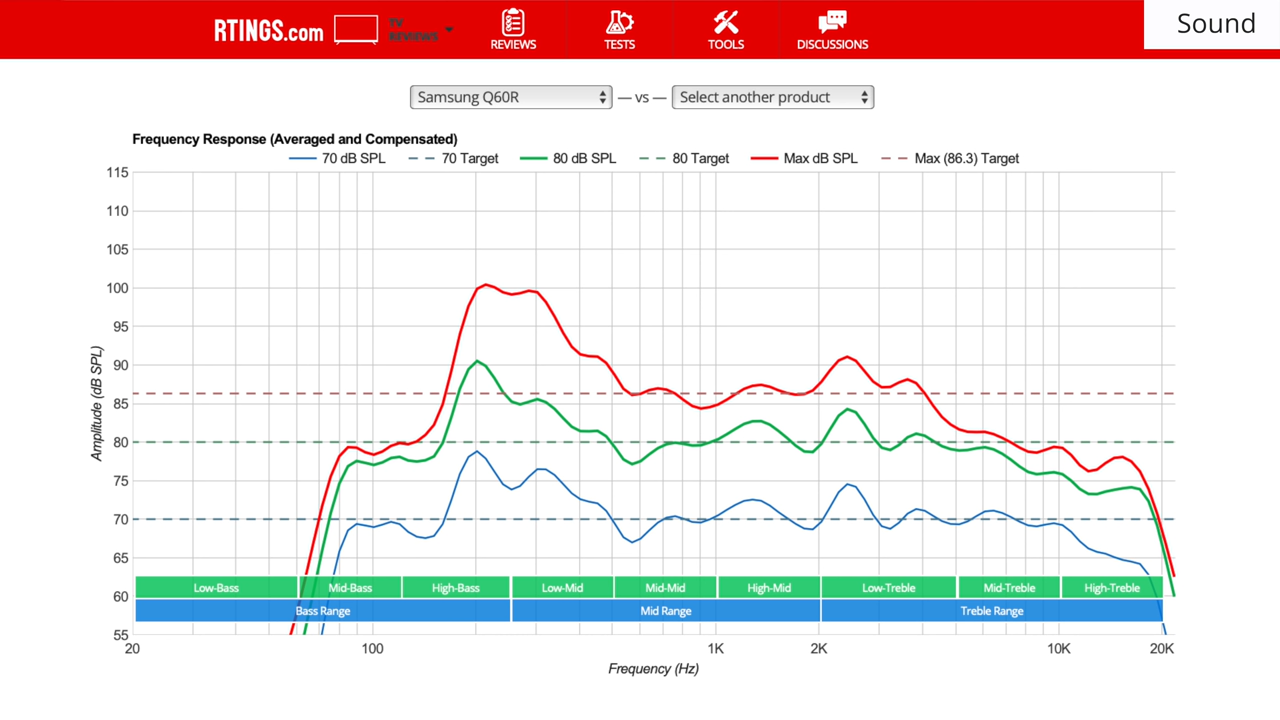 RTINGS.com
TV
REVIEWS
REVIEWS
TESTS
TOOLS
DISCUSSIONS
Sound
Samsung Q60R
— vs —
Select another product
Frequency Response (Averaged and Compensated)
70 dB SPL
70 Target
80 dB SPL
80 Target
Max dB SPL
Max (86.3) Target
115
110
105
100
95
90
85
80
75
70
65
60
55
Amplitude (dB SPL)
Low-Bass
Mid-Bass
High-Bass
Low-Mid
Mid-Mid
High-Mid
Low-Treble
Mid-Treble
High-Treble
Bass Range
Mid Range
Treble Range
20
100
1K
2K
10K
20K
Frequency (Hz)